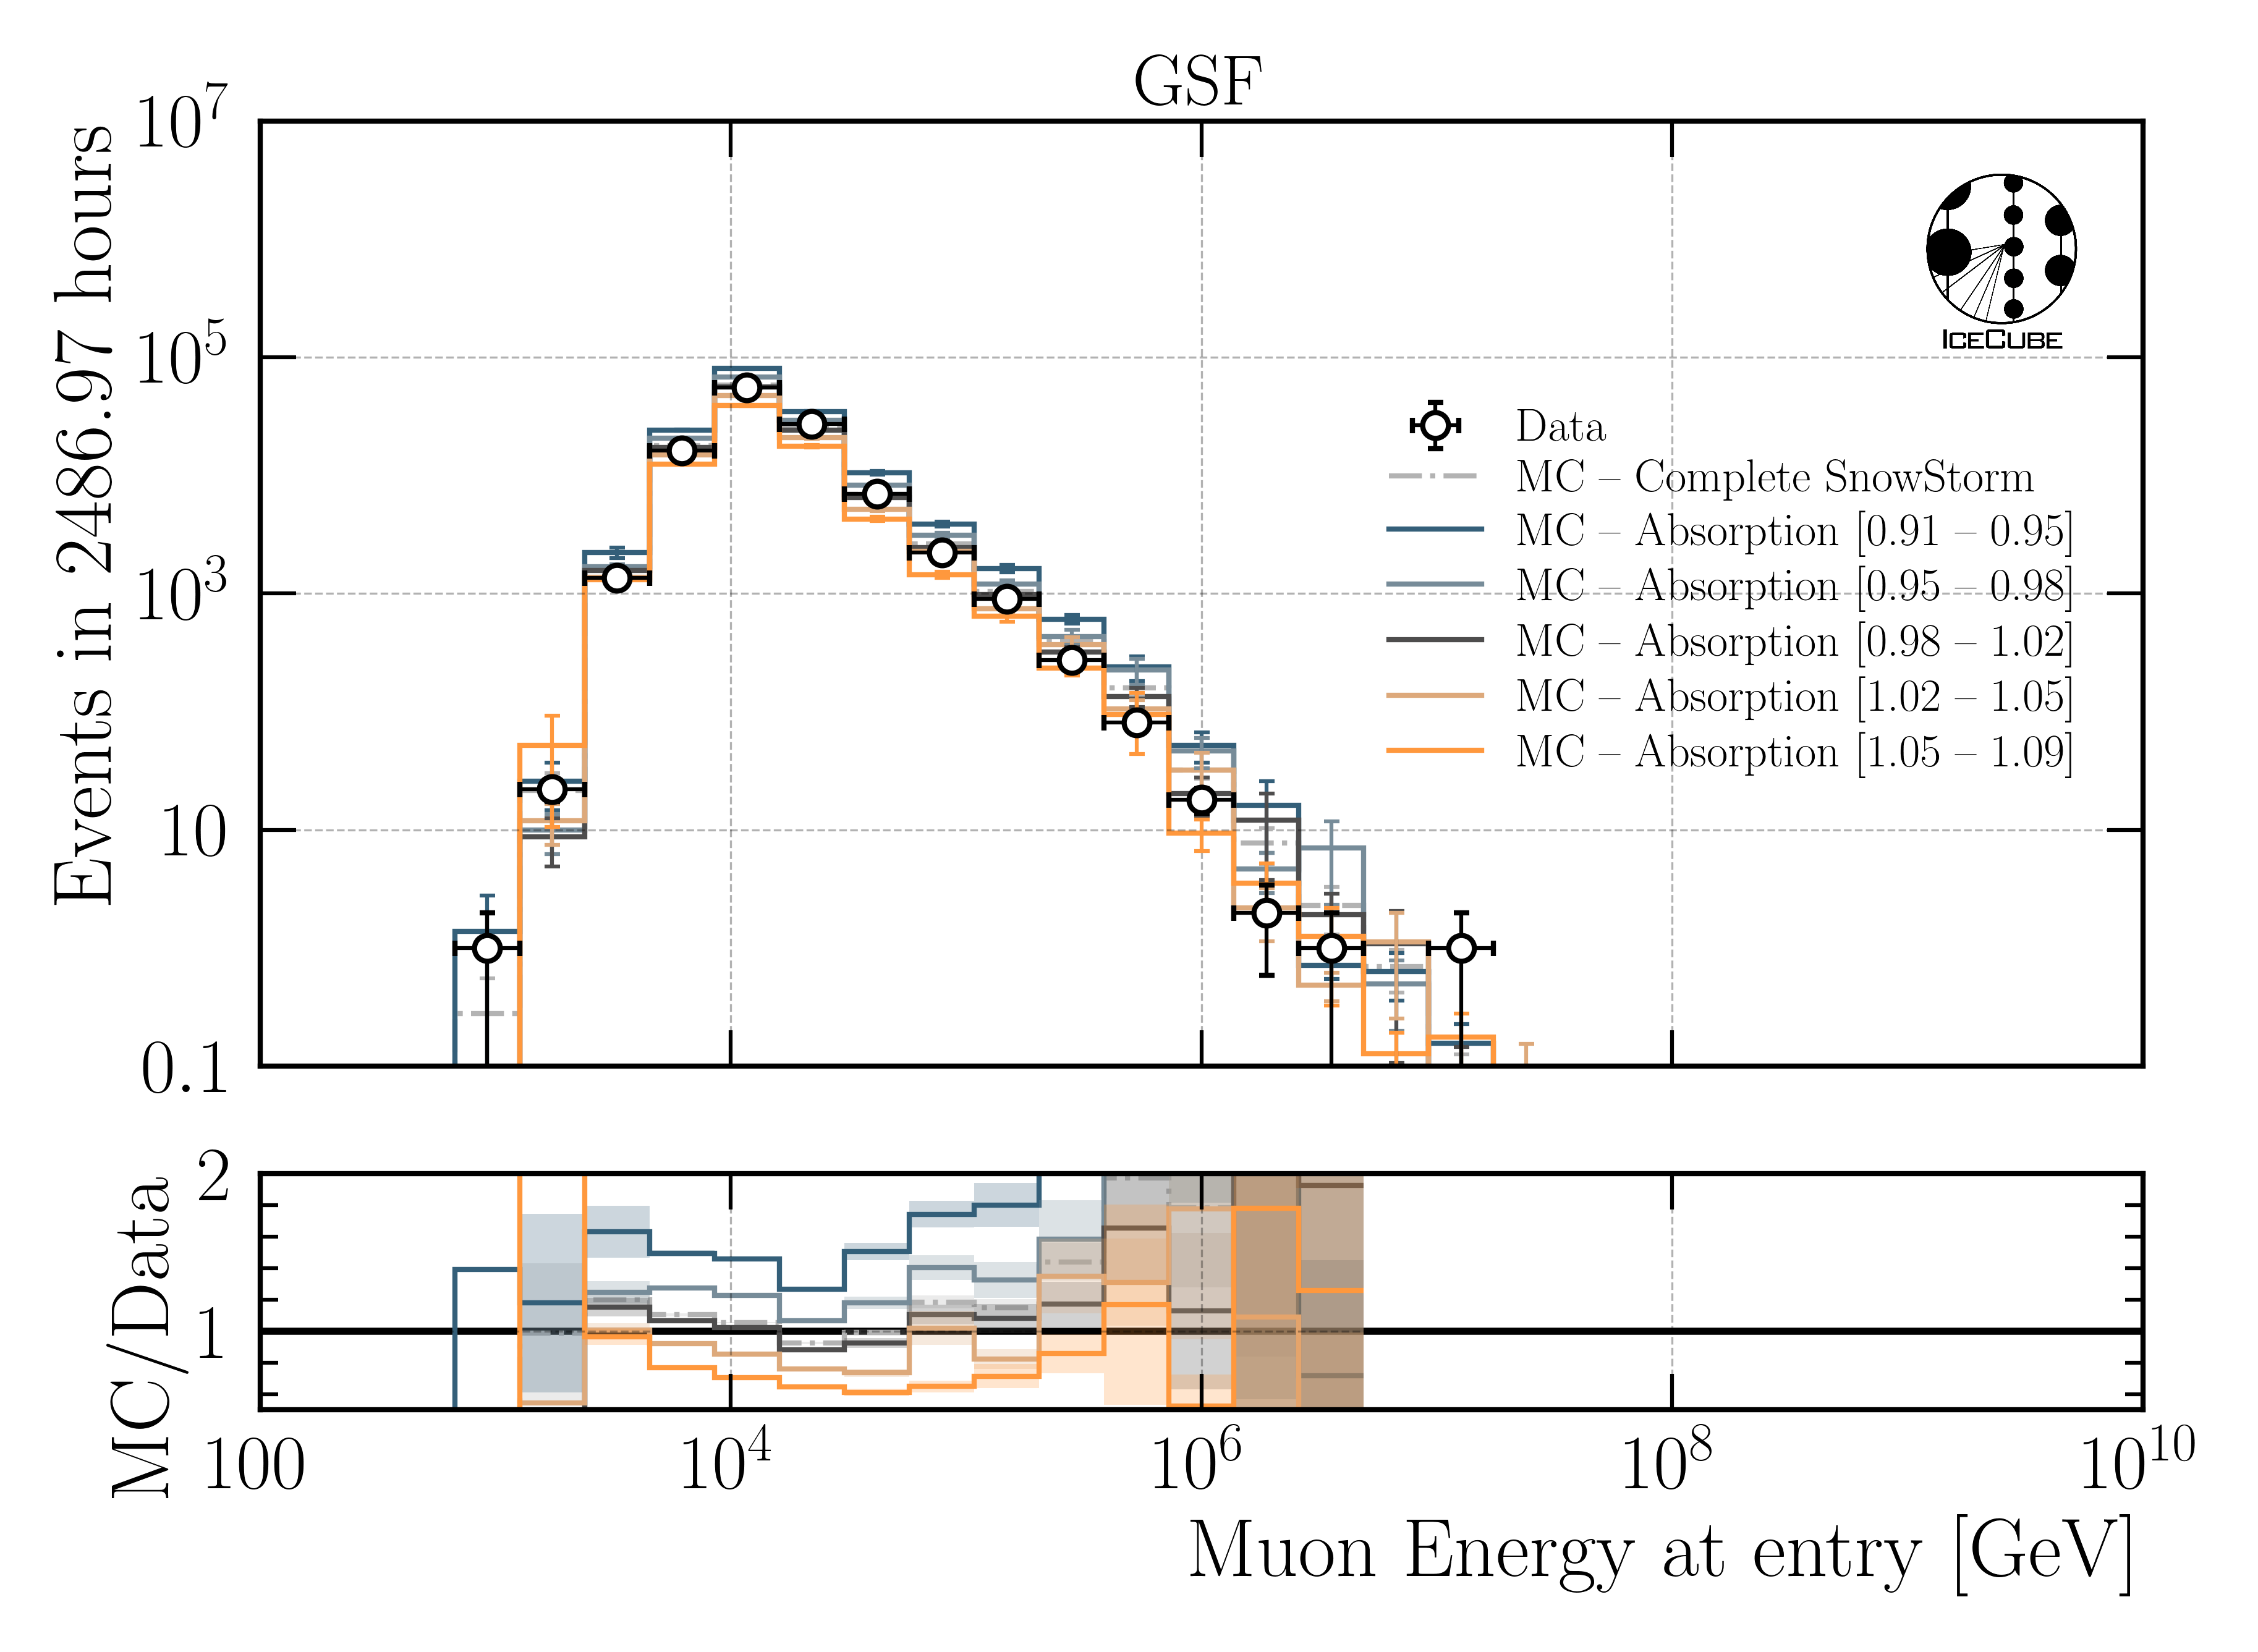 GSF
10^7
10^5
10^3
10
0.1
Events in 2486.97 hours
ICECUBE
Data
MC – Complete SnowStorm
MC – Absorption [0.91 – 0.95]
MC – Absorption [0.95 – 0.98]
MC – Absorption [0.98 – 1.02]
MC – Absorption [1.02 – 1.05]
MC – Absorption [1.05 – 1.09]
2
1
MC/Data
100 10^4 10^6 10^8 10^10
Muon Energy at entry [GeV]